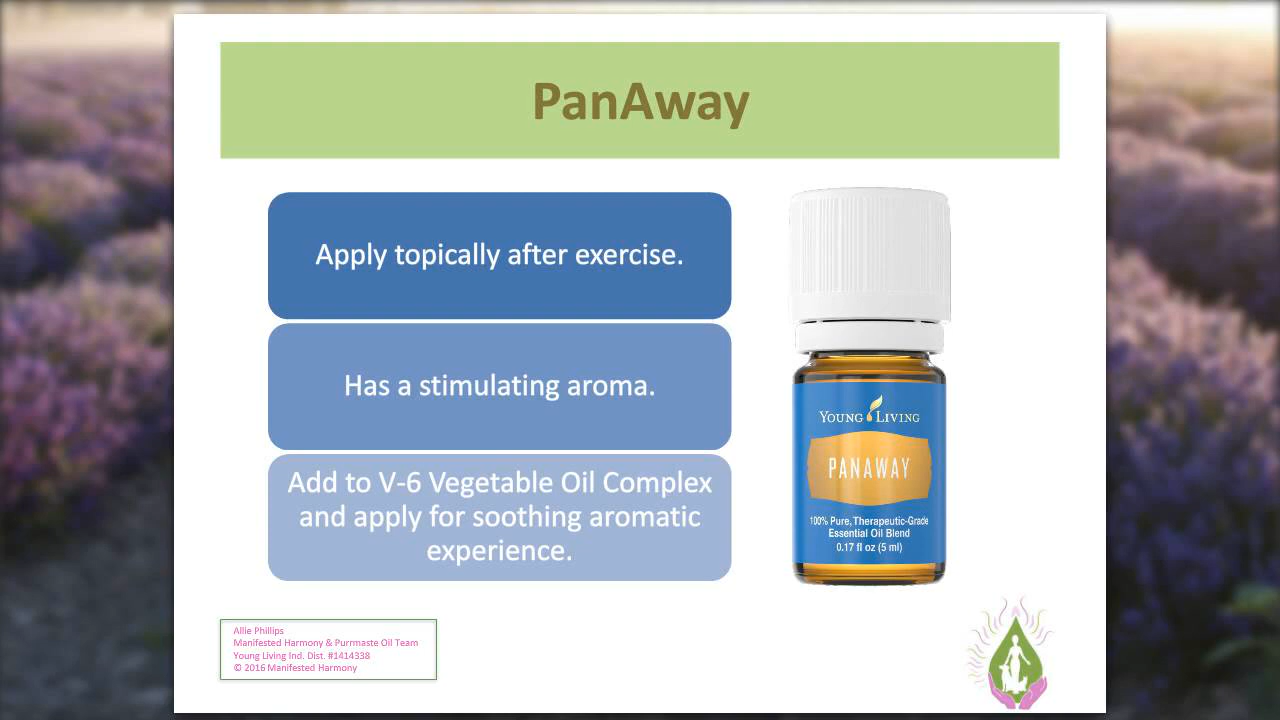 PanAway
Apply topically after exercise.
Has a stimulating aroma.
Add to V-6 Vegetable Oil Complex
and apply for soothing aromatic
experience.
YOUNG LIVING
PANAWAY
100% Pure, Therapeutic-Grade
Essential Oil Blend
0.17 fl oz (5 ml)
Allie Phillips
Manifested Harmony & Purrmaste Oil Team
Young Living Ind. Dist. #1414338
© 2016 Manifested Harmony